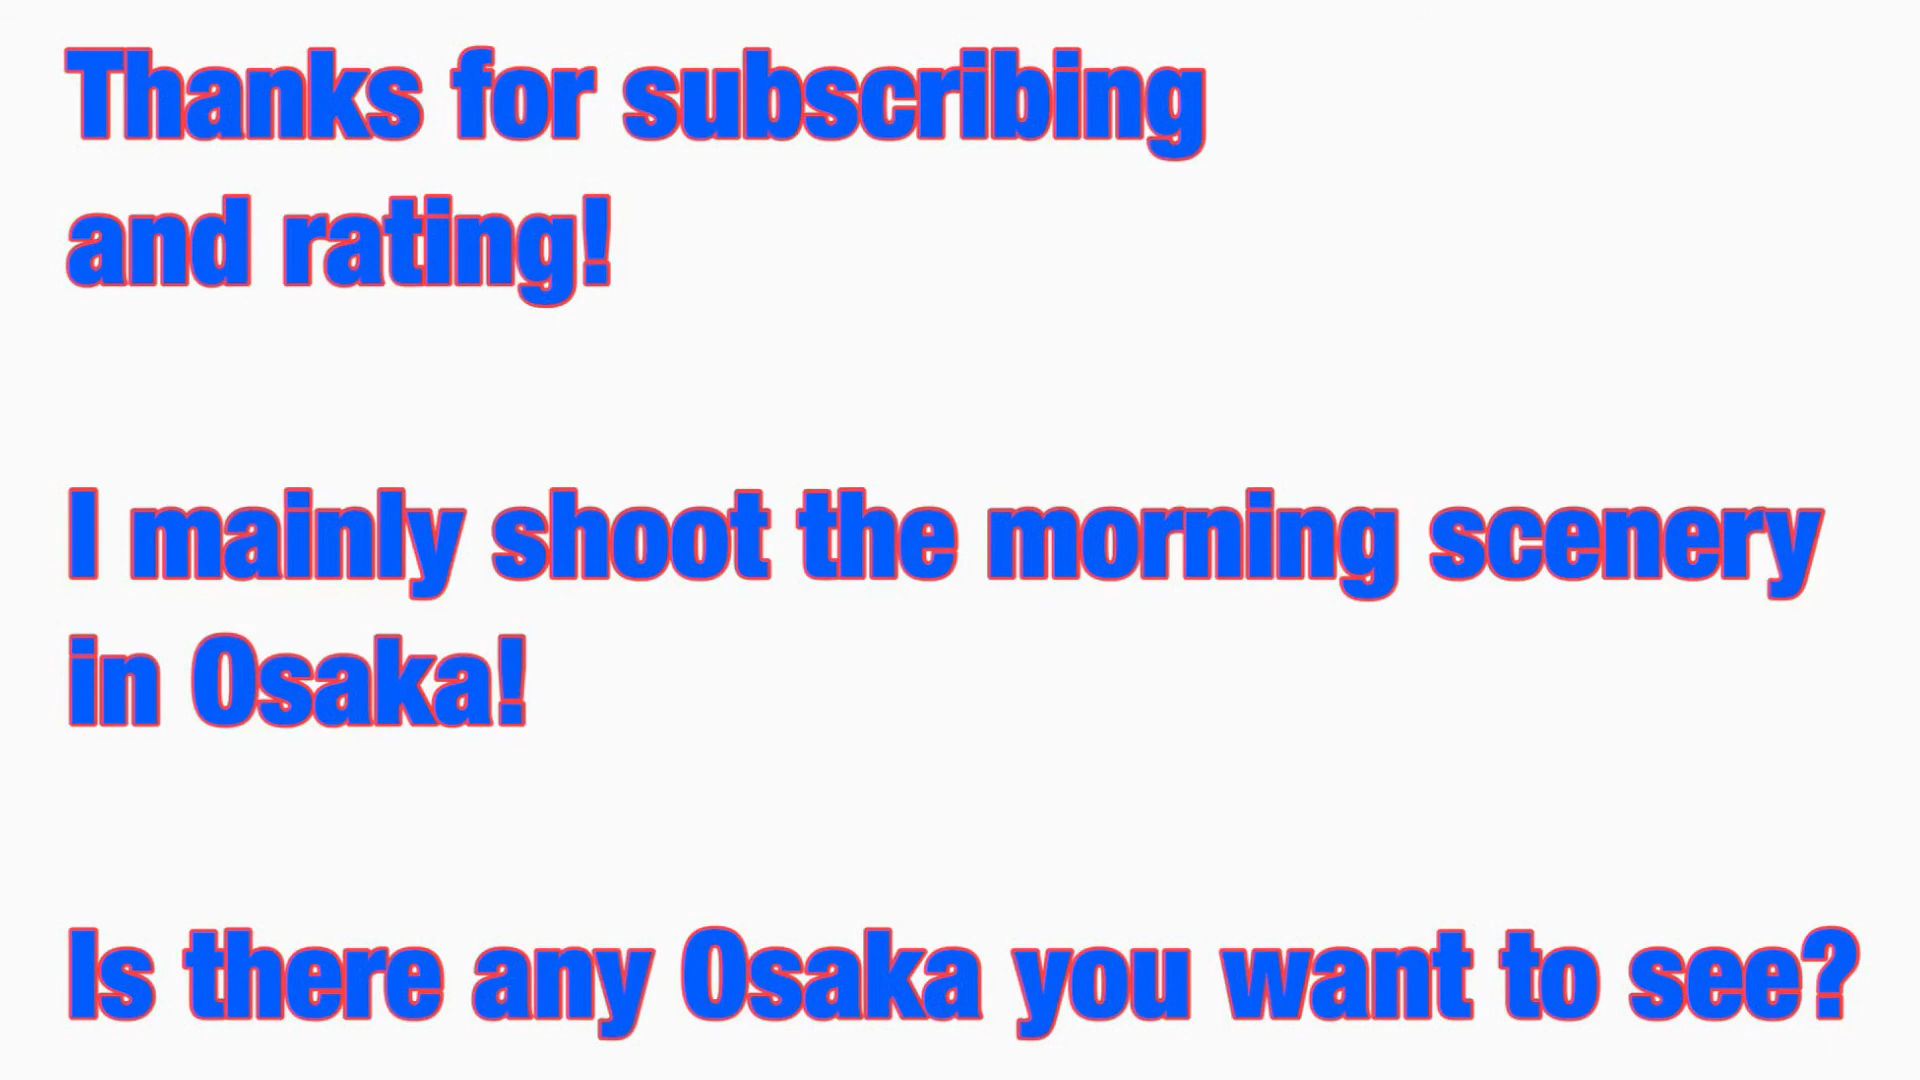 Thanks for subscribing
and rating!
I mainly shoot the morning scenery
in Osaka!
Is there any Osaka you want to see?